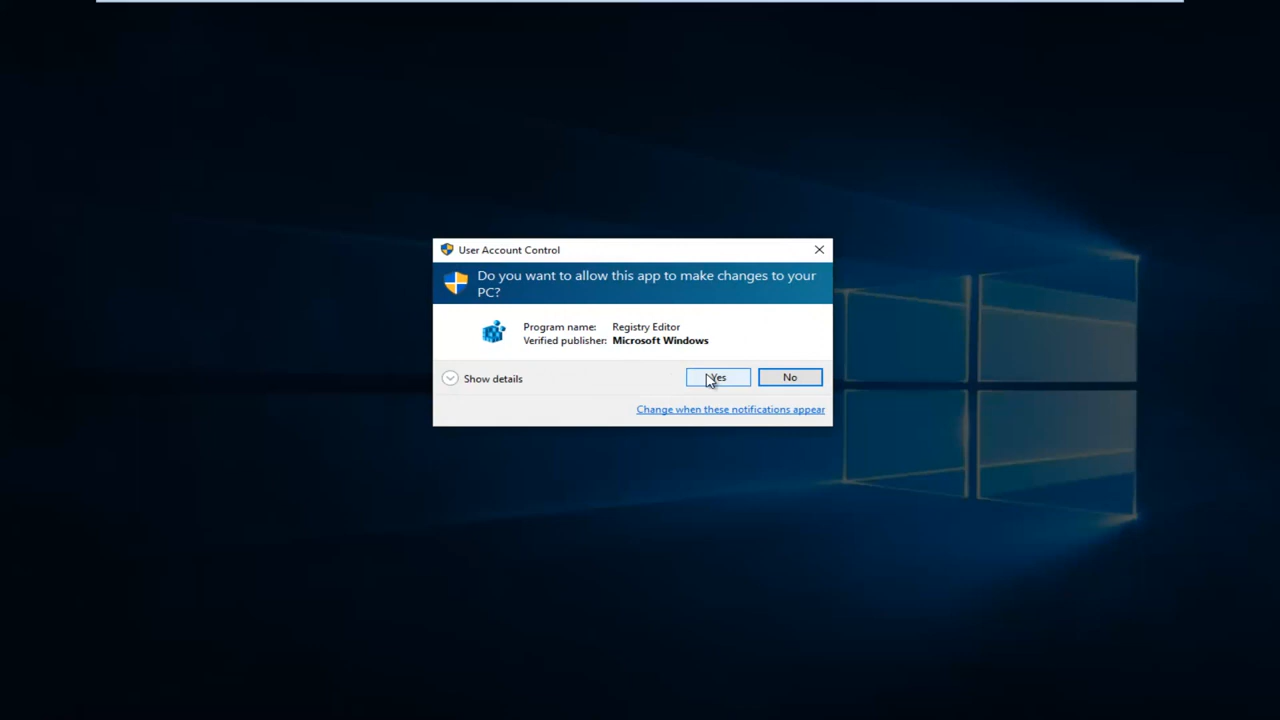 User Account Control
Do you want to allow this app to make changes to your
PC?
Program name: Registry Editor
Verified publisher: Microsoft Windows
Show details
Yes
No
Change when these notifications appear